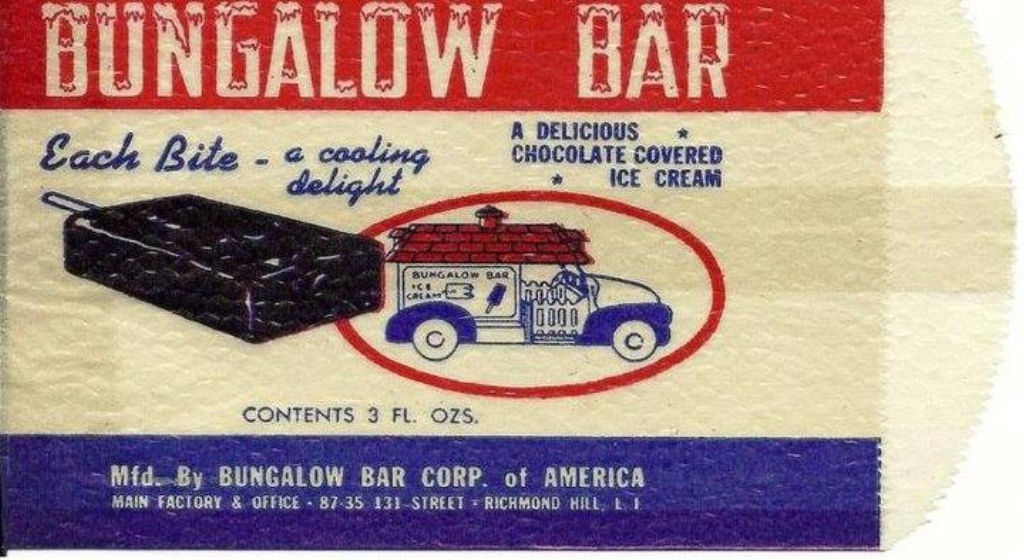 BUNGALOW BAR
Each Bite - a cooling
delight
A DELICIOUS ★
CHOCOLATE COVERED
★ ICE CREAM
BUNGALOW BAR
ICE
CREAM
CONTENTS 3 FL. OZS.
Mfd. By BUNGALOW BAR CORP. of AMERICA
MAIN FACTORY & OFFICE - 87-35 131 STREET - RICHMOND HILL, L. I.